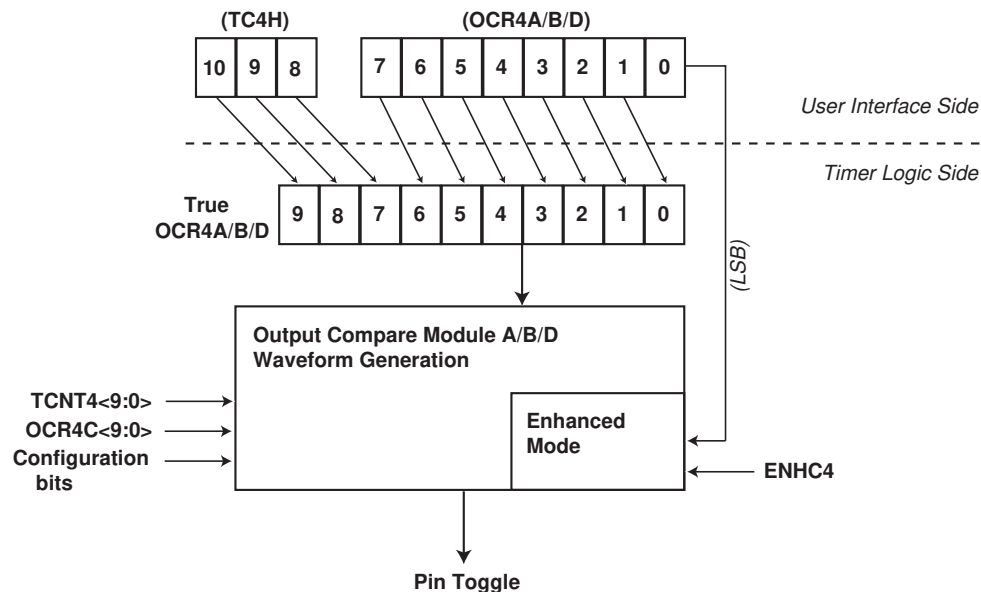 (TC4H) (OCR4A/B/D)
10 9 8 7 6 5 4 3 2 1 0
User Interface Side
Timer Logic Side
True
OCR4A/B/D
9 8 7 6 5 4 3 2 1 0
(LSB)
Output Compare Module A/B/D
Waveform Generation
TCNT4<9:0>
OCR4C<9:0>
Configuration
bits
Enhanced
Mode
ENHC4
Pin Toggle